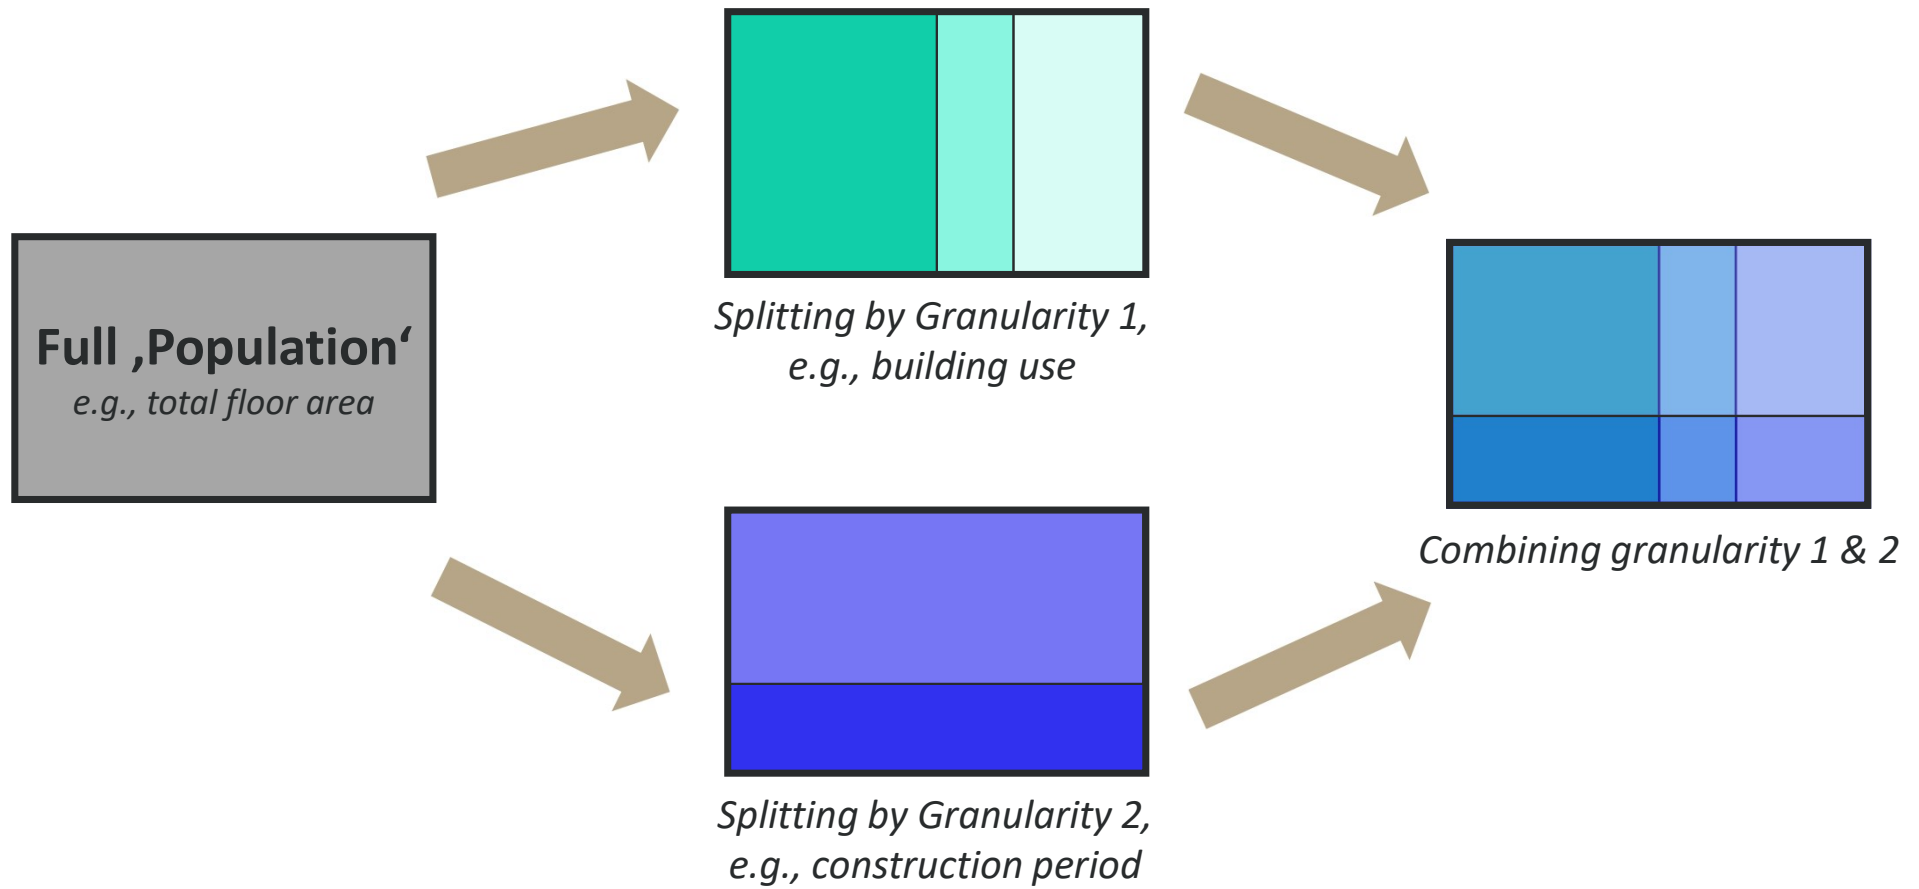 Full ‚Population‘
e.g., total floor area
Splitting by Granularity 1,
e.g., building use
Splitting by Granularity 2,
e.g., construction period
Combining granularity 1 & 2